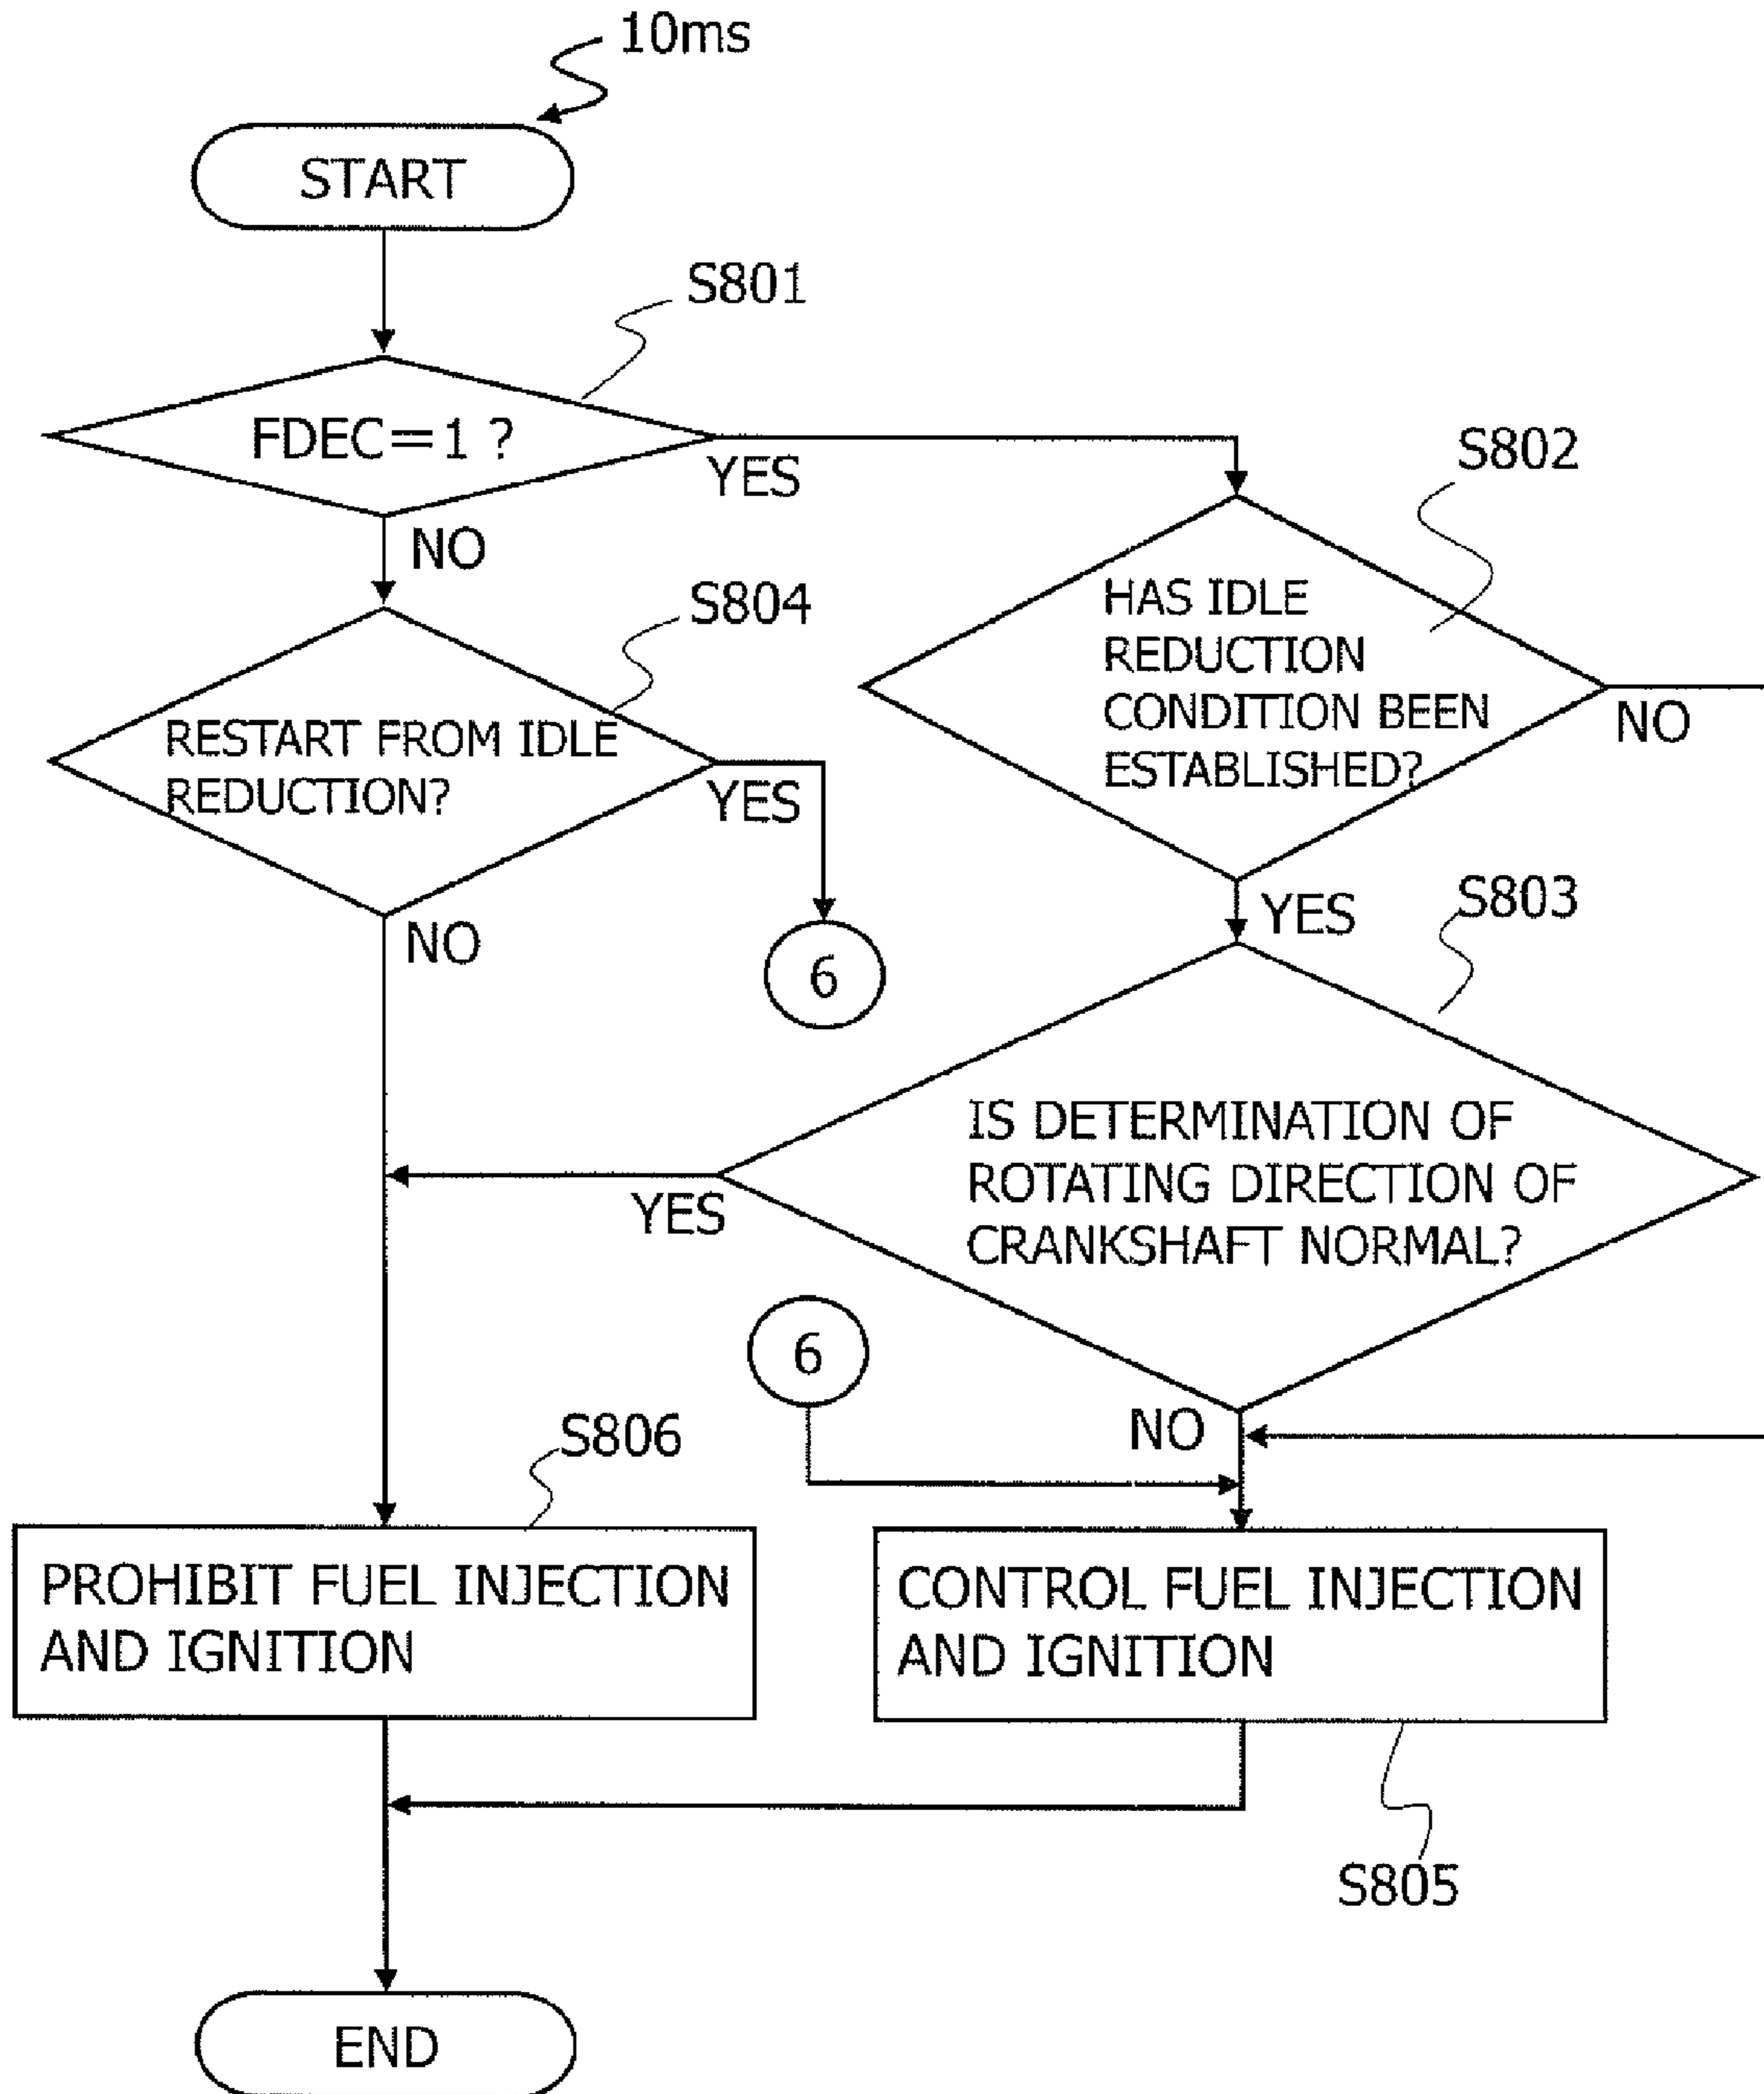 10ms
START
S801
FDEC=1 ?
YES
NO
S802
HAS IDLE
REDUCTION
CONDITION BEEN
ESTABLISHED?
NO
YES
S804
RESTART FROM IDLE
REDUCTION?
YES
NO
6
S803
IS DETERMINATION OF
ROTATING DIRECTION OF
CRANKSHAFT NORMAL?
YES
NO
6
S806
PROHIBIT FUEL INJECTION
AND IGNITION
CONTROL FUEL INJECTION
AND IGNITION
S805
END